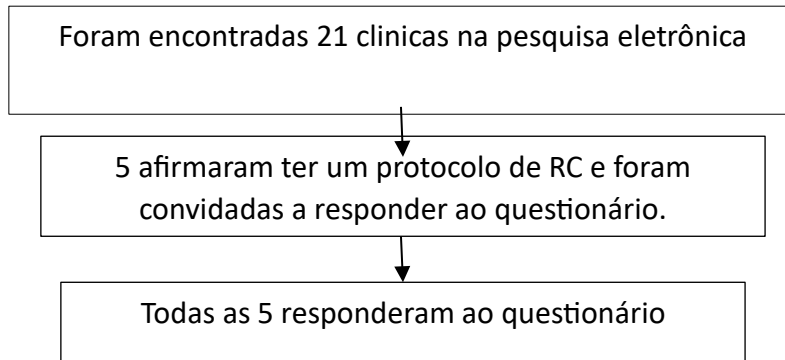 Foram encontradas 21 clinicas na pesquisa eletrônica
5 afirmaram ter um protocolo de RC e foram
convidadas a responder ao questionário.
Todas as 5 responderam ao questionário